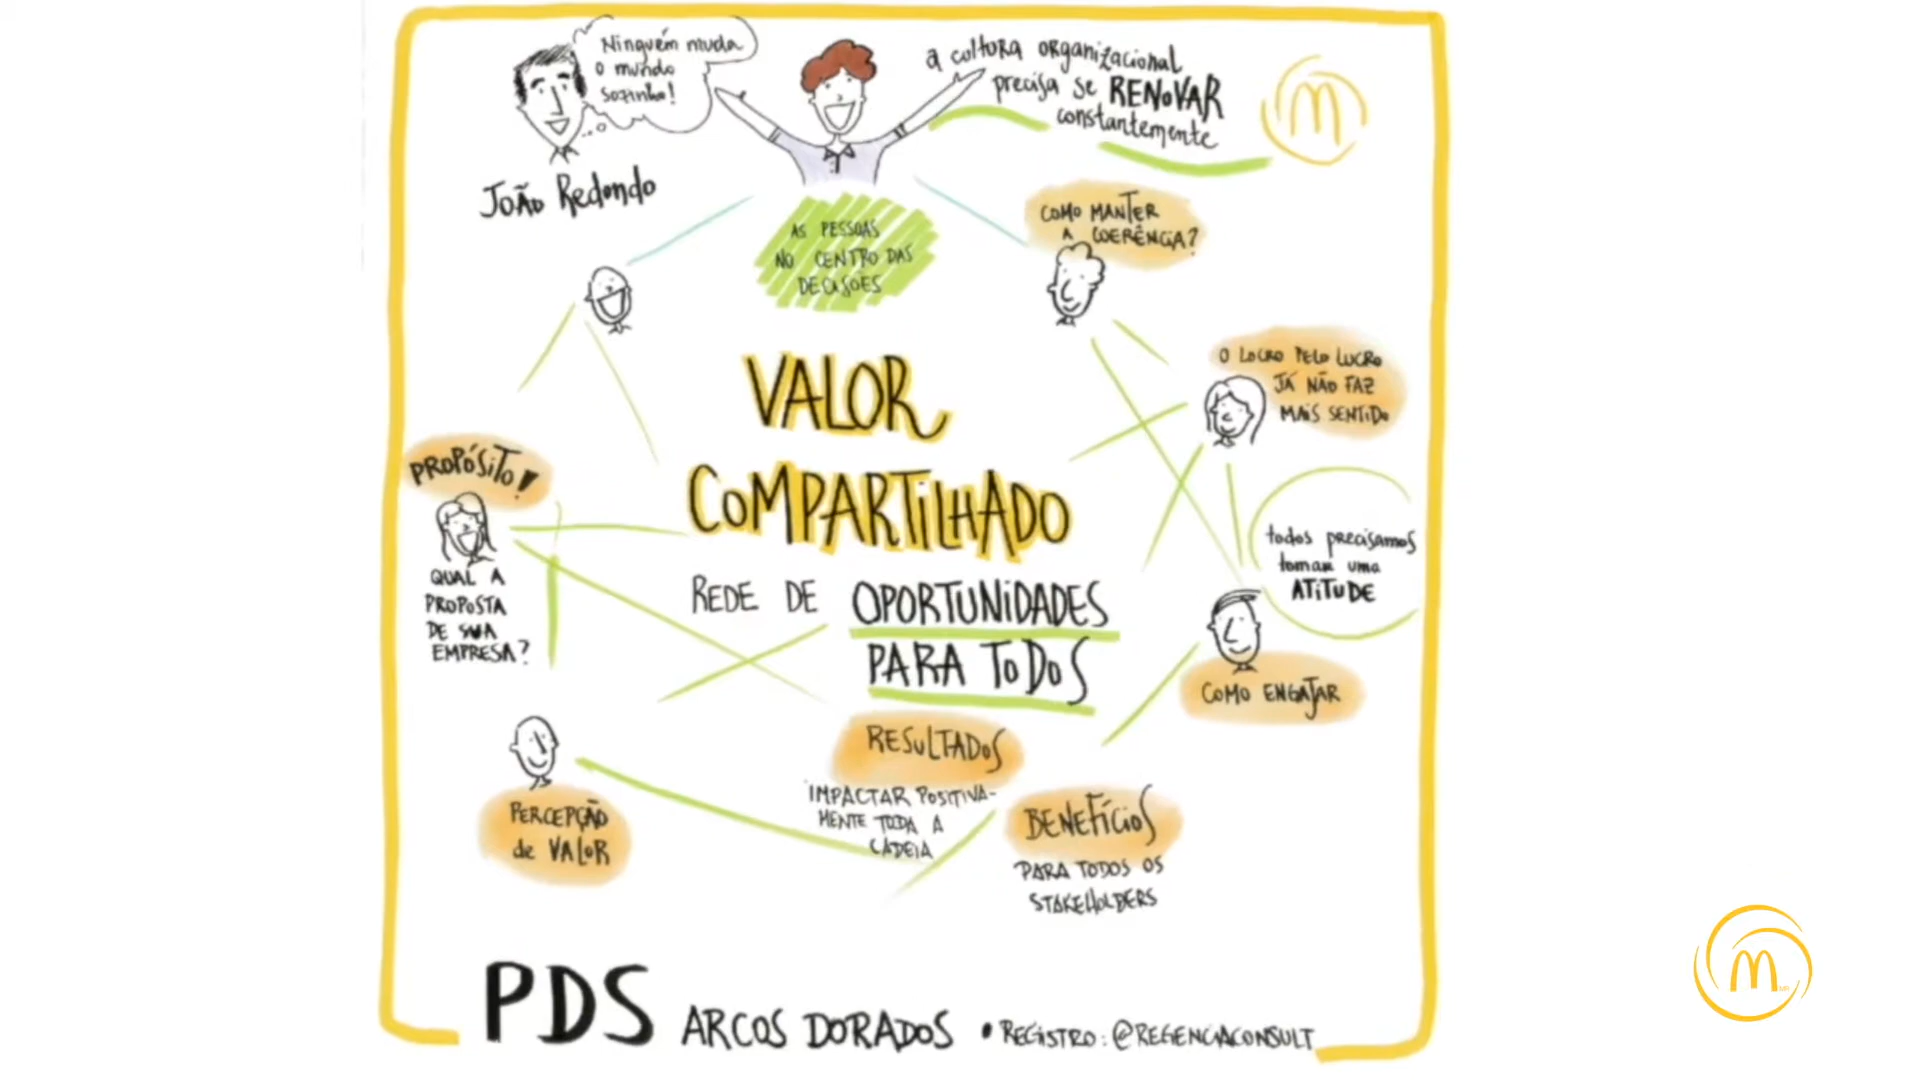 Ninguém muda
o mundo
sozinho!
João Redondo
a cultura organizacional
precisa se RENOVAR
constantemente
AS PESSOAS
NO CENTRO DAS
DECISÕES
COMO MANTER
A COERÊNCIA?
O LUCRO PELO LUCRO
JÁ NÃO FAZ
MAIS SENTIDO
VALOR
COMPARTILHADO
REDE DE OPORTUNIDADES
PARA TODOS
PROPÓSITO!
QUAL A
PROPOSTA
DE SUA
EMPRESA?
todos precisamos
tomar uma
ATITUDE
COMO ENGAJAR
RESULTADOS
IMPACTAR POSITIVA-
MENTE TODA A
CADEIA
BENEFÍCIOS
PARA TODOS OS
STAKEHOLDERS
PERCEPÇÃO
de VALOR
PDS ARCOS DORADOS • REGISTRO: @REGENCIACONSULT